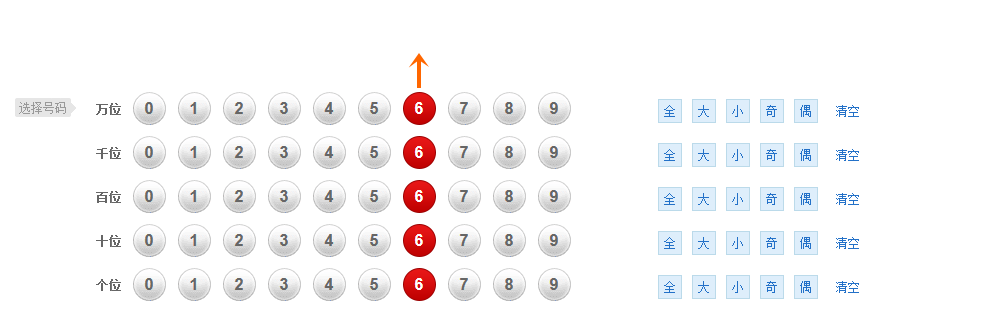 选择号码 万位 0 1 2 3 4 5 6 7 8 9 全 大 小 奇 偶 清空
千位 0 1 2 3 4 5 6 7 8 9 全 大 小 奇 偶 清空
百位 0 1 2 3 4 5 6 7 8 9 全 大 小 奇 偶 清空
十位 0 1 2 3 4 5 6 7 8 9 全 大 小 奇 偶 清空
个位 0 1 2 3 4 5 6 7 8 9 全 大 小 奇 偶 清空